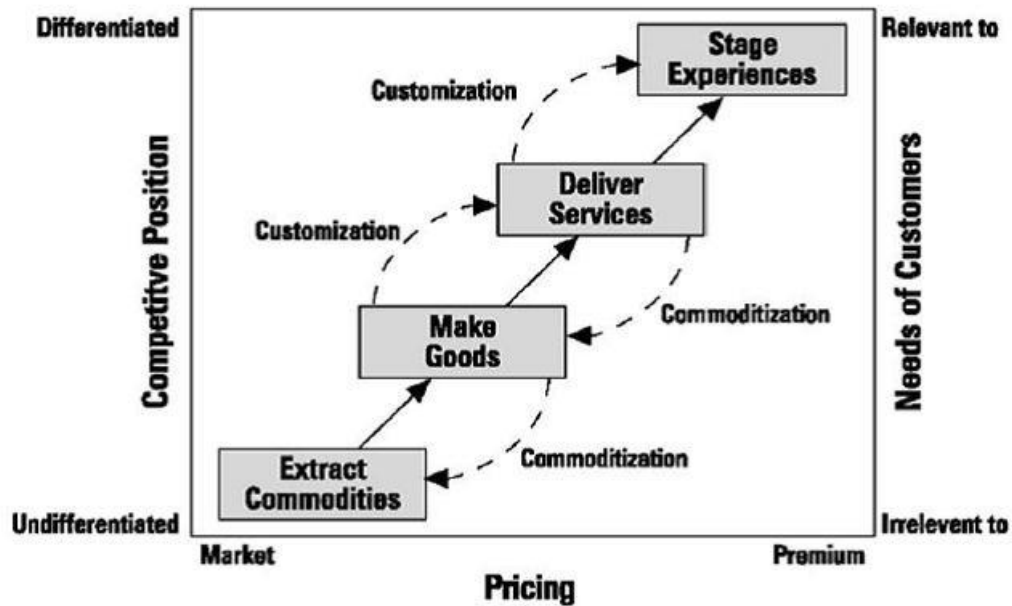 Differentiated
Stage
Experiences
Relevant to
Customization
Deliver
Services
Customization
Competitve Position
Needs of Customers
Make
Goods
Commoditization
Extract
Commodities
Commoditization
Undifferentiated
Irrelevent to
Market
Premium
Pricing